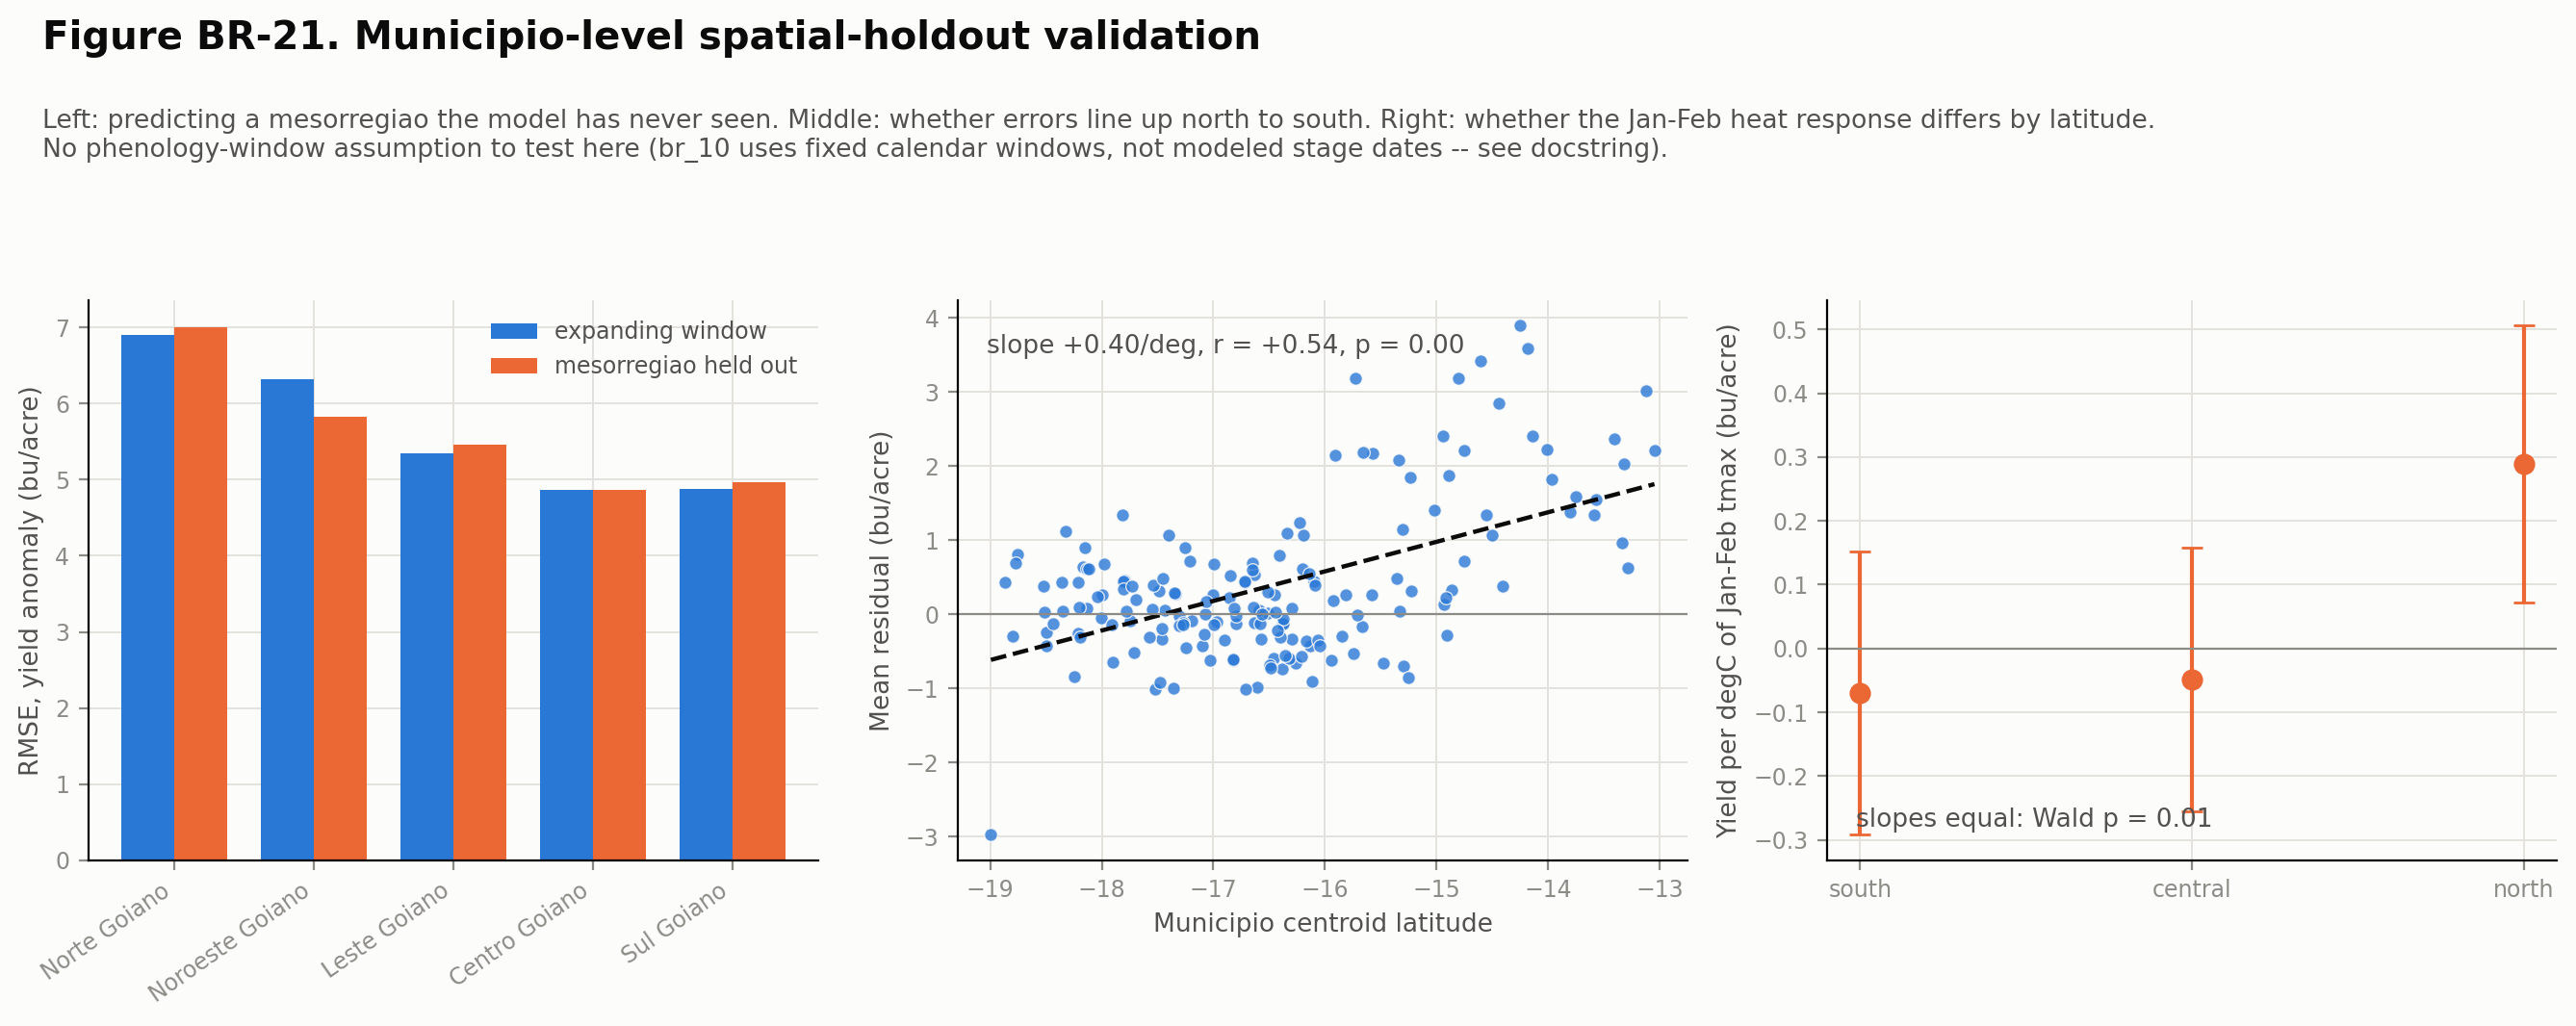 Figure BR-21. Municipio-level spatial-holdout validation
Left: predicting a mesorregiao the model has never seen. Middle: whether errors line up north to south. Right: whether the Jan-Feb heat response differs by latitude.
No phenology-window assumption to test here (br_10 uses fixed calendar windows, not modeled stage dates -- see docstring).
RMSE, yield anomaly (bu/acre)
7
6
5
4
3
2
1
0
expanding window
mesorregiao held out
Norte Goiano
Noroeste Goiano
Leste Goiano
Centro Goiano
Sul Goiano
Mean residual (bu/acre)
4
3
2
1
0
−1
−2
−3
slope +0.40/deg, r = +0.54, p = 0.00
−19
−18
−17
−16
−15
−14
−13
Municipio centroid latitude
Yield per degC of Jan-Feb tmax (bu/acre)
0.5
0.4
0.3
0.2
0.1
0.0
−0.1
−0.2
−0.3
slopes equal: Wald p = 0.01
south
central
north